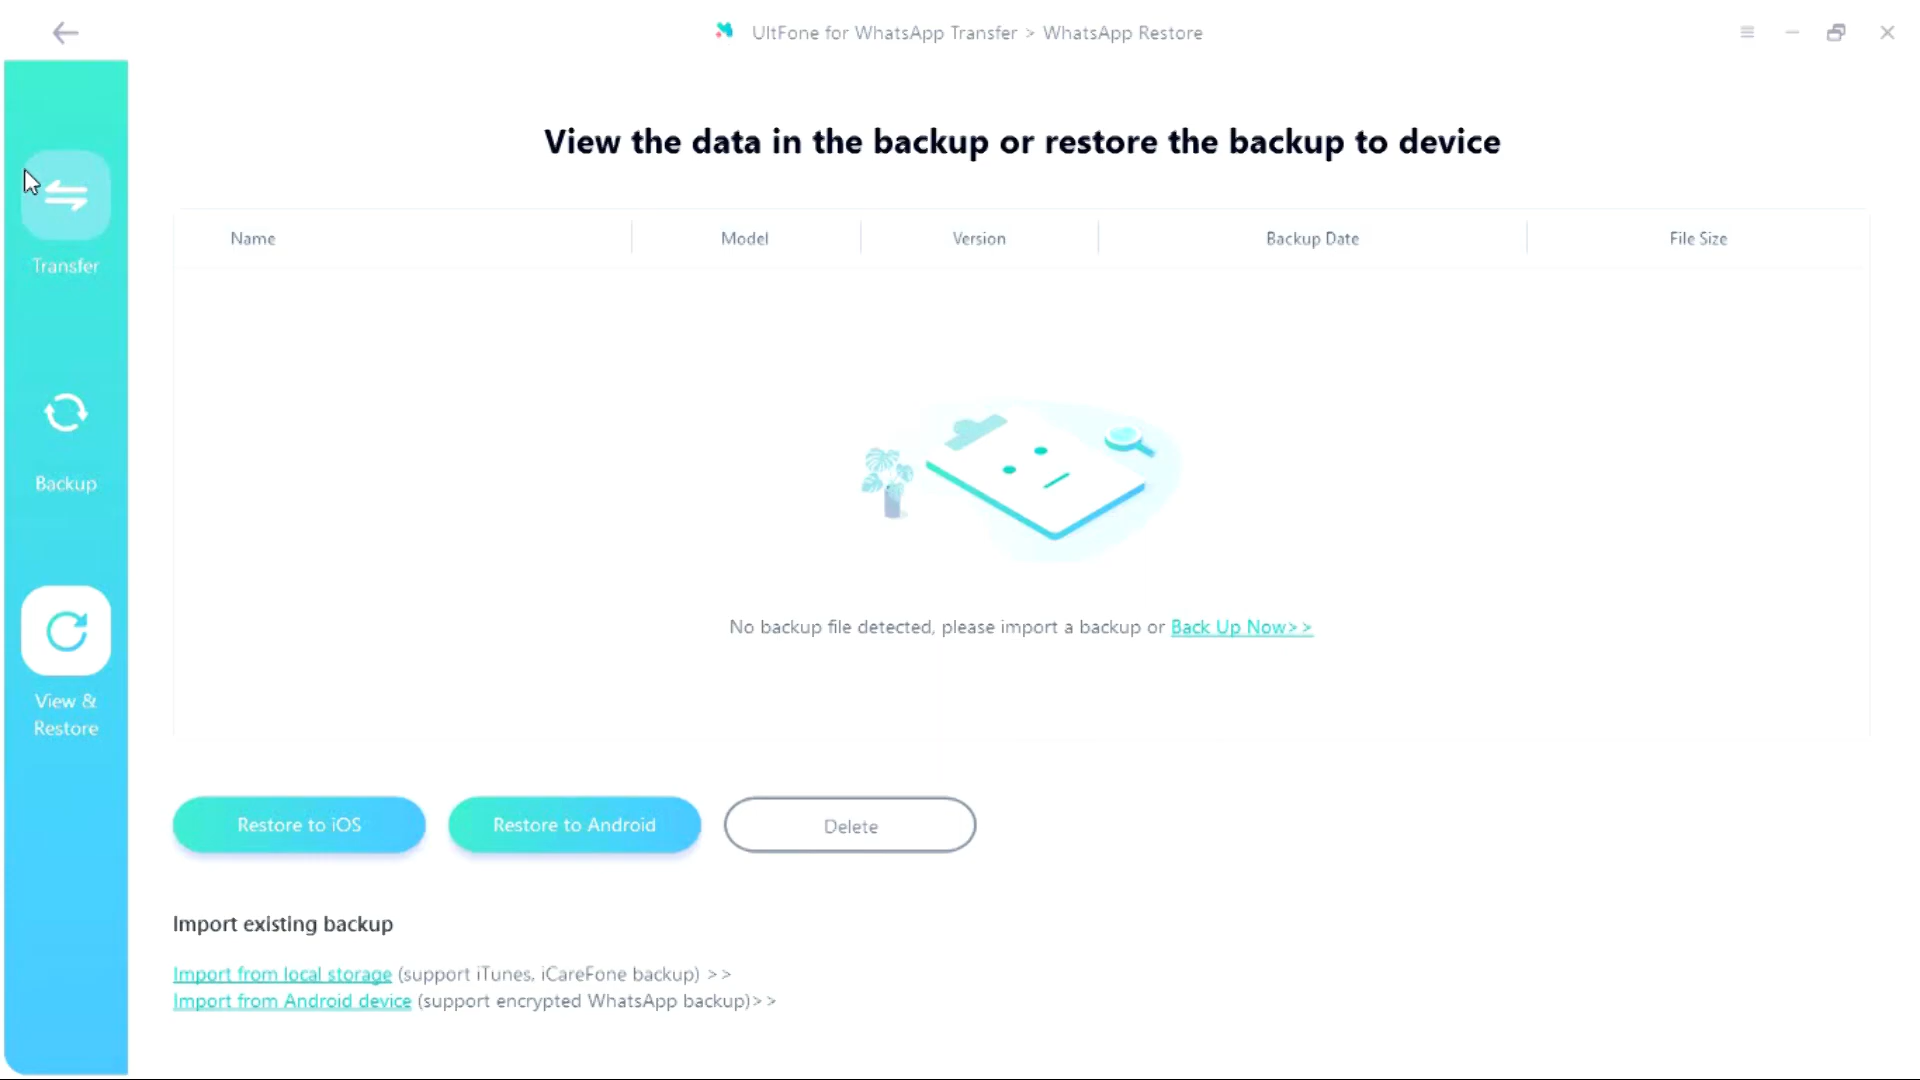 UltFone for WhatsApp Transfer > WhatsApp Restore
Transfer
Backup
View &
Restore
View the data in the backup or restore the backup to device
Name Model Version Backup Date File Size
No backup file detected, please import a backup or Back Up Now>>
Restore to iOS Restore to Android Delete
Import existing backup
Import from local storage (support iTunes, iCareFone backup) >>
Import from Android device (support encrypted WhatsApp backup)>>